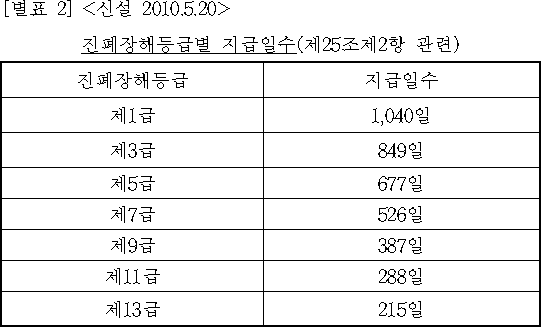 [별표 2] <신설 2010.5.20>
진폐장해등급별 지급일수(제25조제2항 관련)
진폐장해등급 지급일수
제1급 1,040일
제3급 849일
제5급 677일
제7급 526일
제9급 387일
제11급 288일
제13급 215일